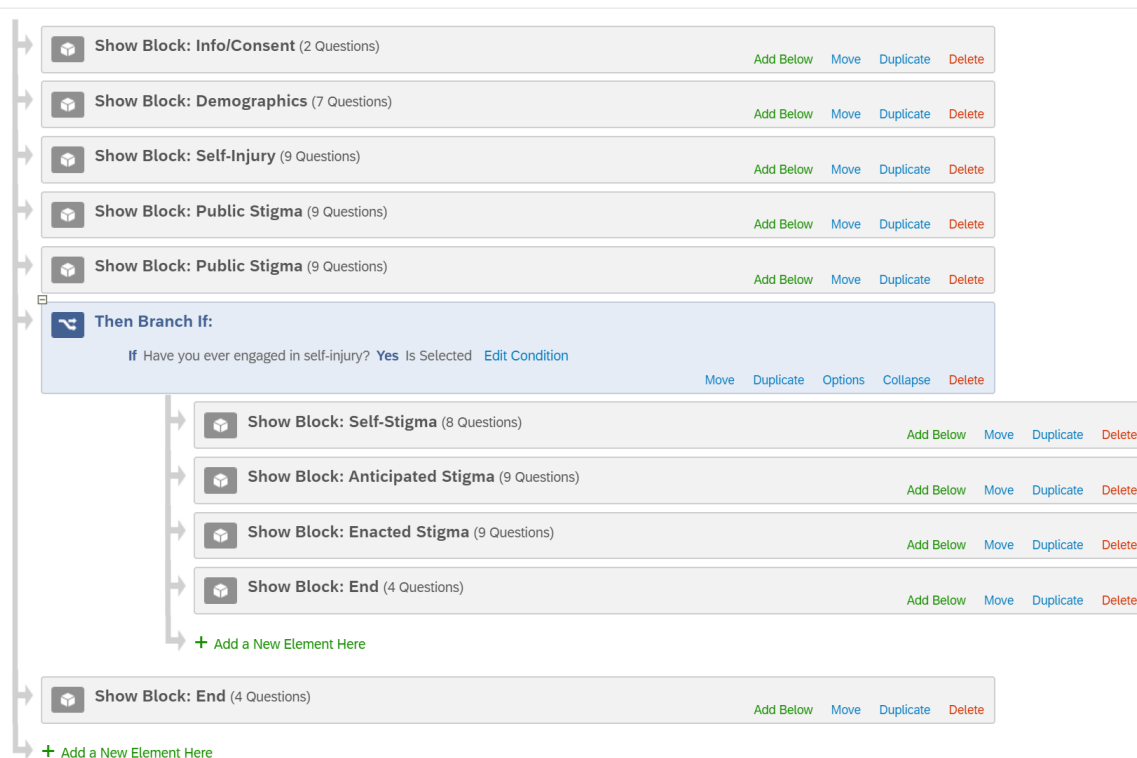 Show Block: Info/Consent (2 Questions)
Add Below Move Duplicate Delete
Show Block: Demographics (7 Questions)
Add Below Move Duplicate Delete
Show Block: Self-Injury (9 Questions)
Add Below Move Duplicate Delete
Show Block: Public Stigma (9 Questions)
Add Below Move Duplicate Delete
Show Block: Public Stigma (9 Questions)
Add Below Move Duplicate Delete
Then Branch If:
If Have you ever engaged in self-injury? Yes Is Selected Edit Condition
Move Duplicate Options Collapse Delete
Show Block: Self-Stigma (8 Questions)
Add Below Move Duplicate Delete
Show Block: Anticipated Stigma (9 Questions)
Add Below Move Duplicate Delete
Show Block: Enacted Stigma (9 Questions)
Add Below Move Duplicate Delete
Show Block: End (4 Questions)
Add Below Move Duplicate Delete
+ Add a New Element Here
Show Block: End (4 Questions)
Add Below Move Duplicate Delete
+ Add a New Element Here